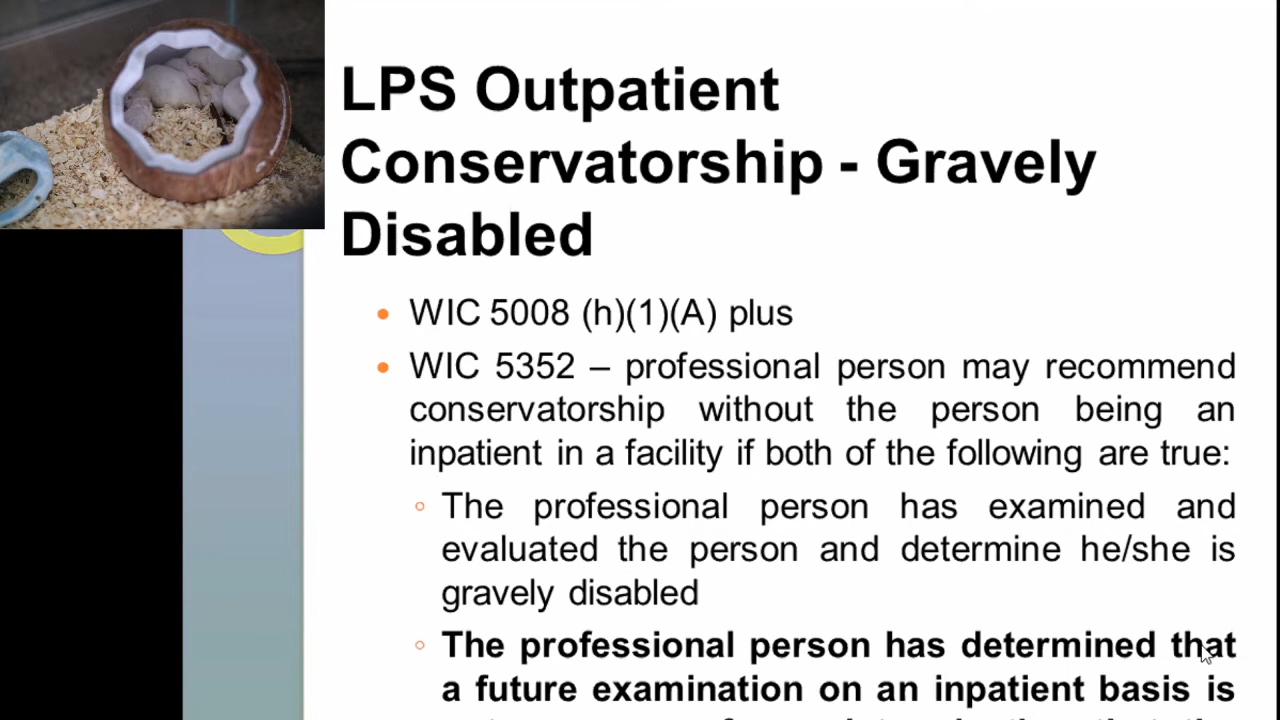 LPS Outpatient
Conservatorship - Gravely
Disabled
• WIC 5008 (h)(1)(A) plus
• WIC 5352 – professional person may recommend
conservatorship without the person being an
inpatient in a facility if both of the following are true:
◦ The professional person has examined and
evaluated the person and determine he/she is
gravely disabled
◦ The professional person has determined that
a future examination on an inpatient basis is